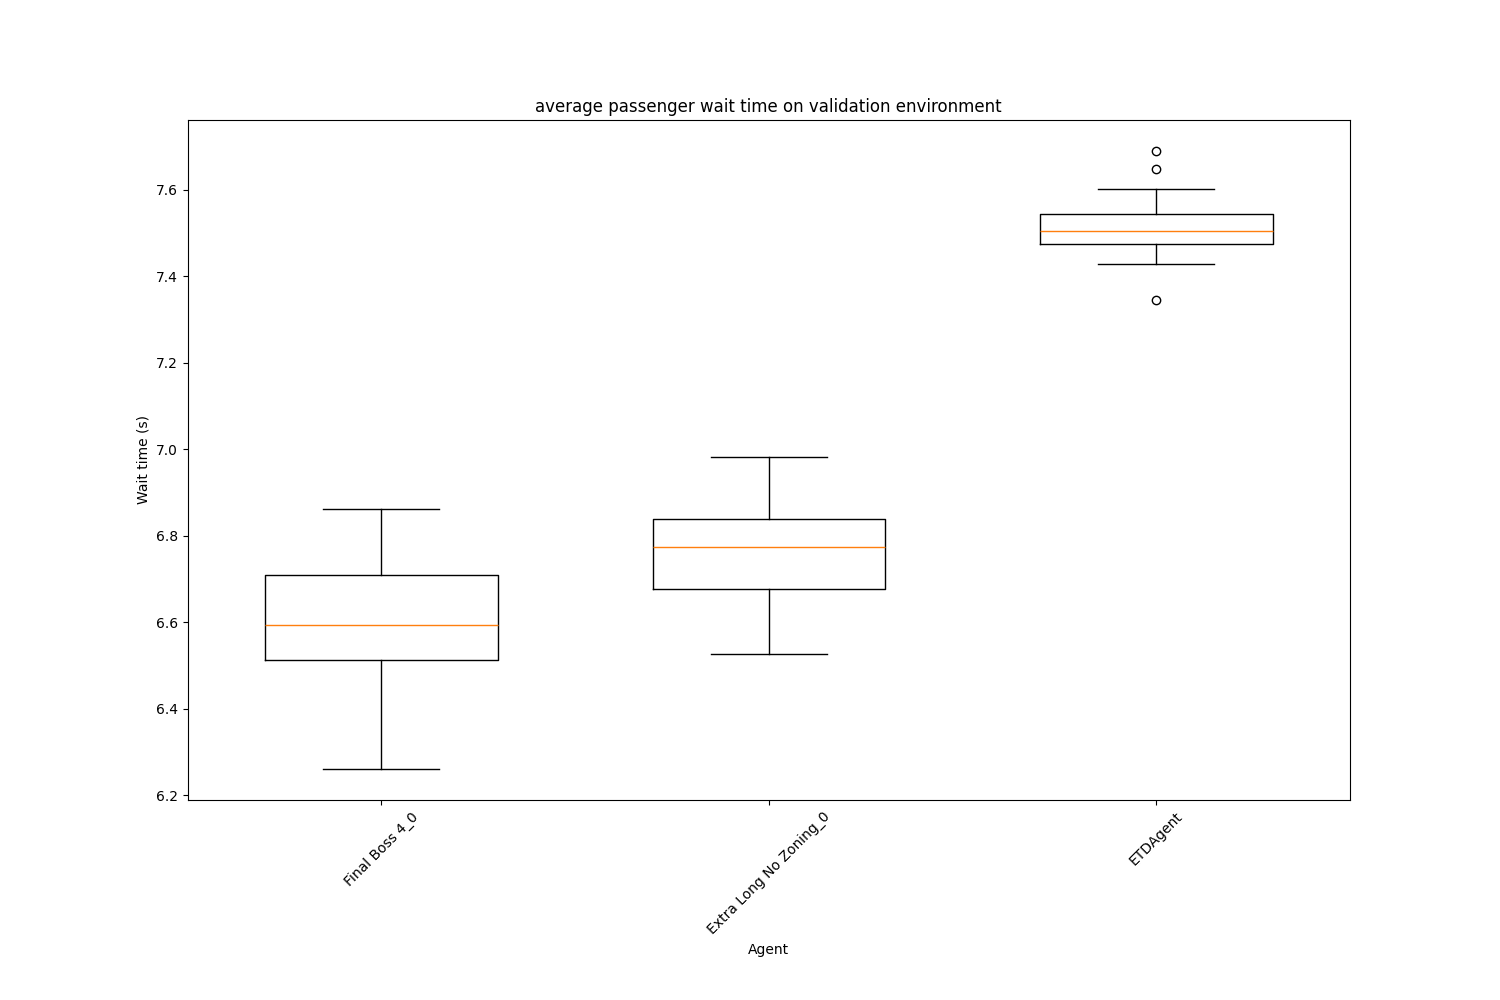 average passenger wait time on validation environment
7.6
7.4
7.2
7.0
6.8
6.6
6.4
6.2
Wait time (s)
Final Boss 4_0
Extra Long No Zoning_0
ETDAgent
Agent